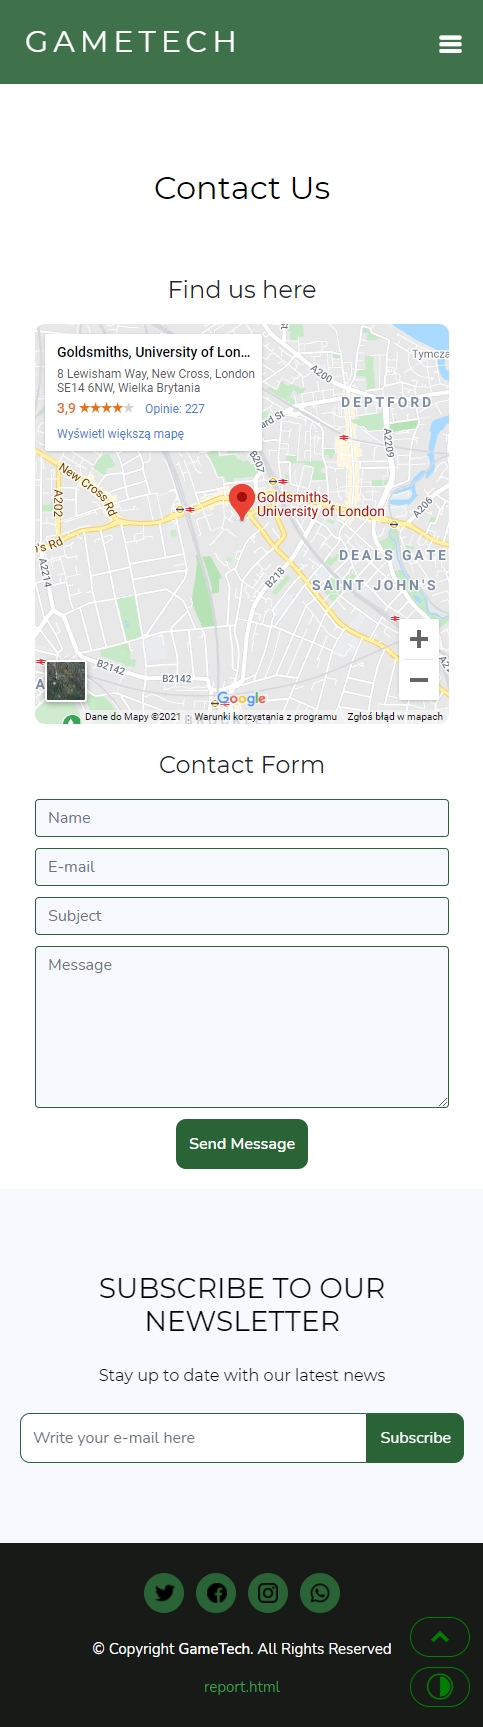 GAMETECH
Contact Us
Find us here
Goldsmiths, University of Lon...
8 Lewisham Way, New Cross, London
SE14 6NW, Wielka Brytania
3,9 Opinie: 227
Wyświetl większą mapę
Tymcza
A200
DEPTFORD
A2209
B207
New Cross Rd
A202
Goldsmiths,
University of London
A206
DEALS GATE
A2214
B218
SAINT JOHN'S
B2142
B2142
Google
Dane do Mapy ©2021
Warunki korzystania z programu
Zgłoś błąd w mapach
Contact Form
Name
E-mail
Subject
Message
Send Message
SUBSCRIBE TO OUR
NEWSLETTER
Stay up to date with our latest news
Write your e-mail here
Subscribe
© Copyright GameTech. All Rights Reserved
report.html